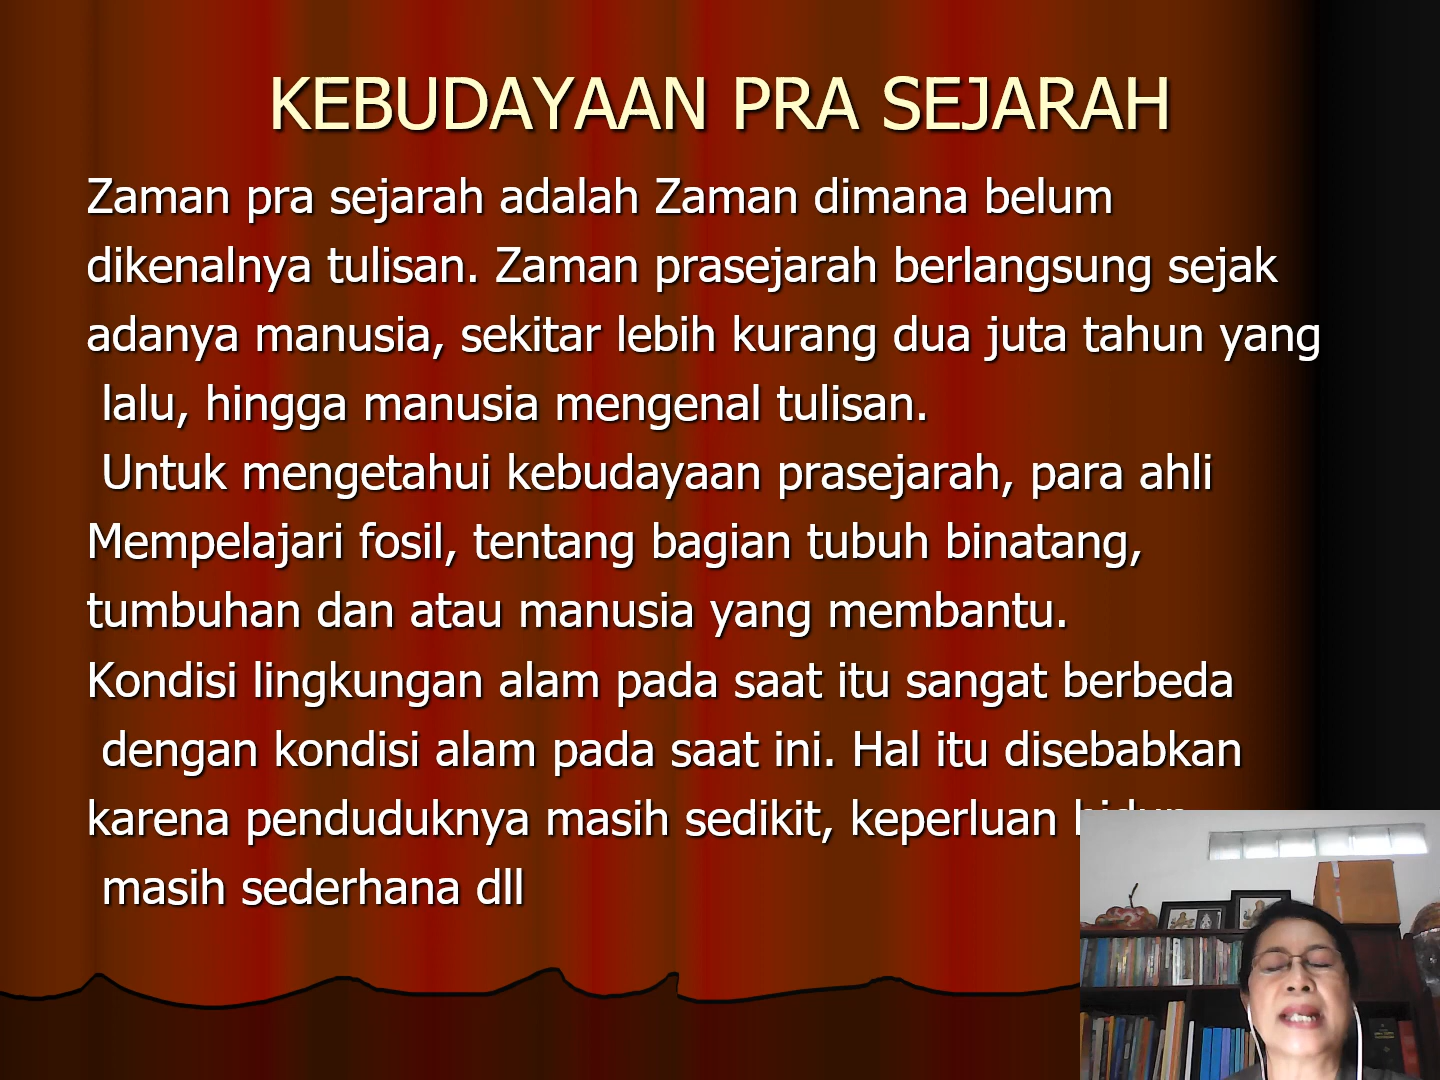 KEBUDAYAAN PRA SEJARAH
Zaman pra sejarah adalah Zaman dimana belum
dikenalnya tulisan. Zaman prasejarah berlangsung sejak
adanya manusia, sekitar lebih kurang dua juta tahun yang
lalu, hingga manusia mengenal tulisan.
Untuk mengetahui kebudayaan prasejarah, para ahli
Mempelajari fosil, tentang bagian tubuh binatang,
tumbuhan dan atau manusia yang membantu.
Kondisi lingkungan alam pada saat itu sangat berbeda
dengan kondisi alam pada saat ini. Hal itu disebabkan
karena penduduknya masih sedikit, keperluan
masih sederhana dll